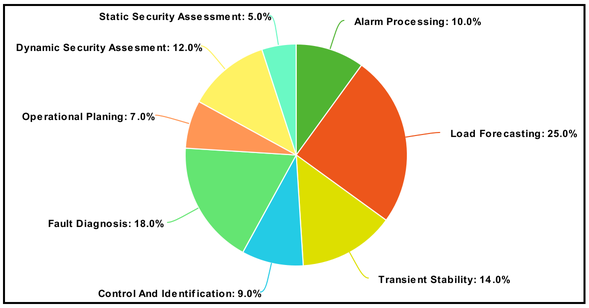 Static Security Assessment: 5.0%
Alarm Processing: 10.0%
Dynamic Security Assesment: 12.0%
Operational Planing: 7.0%
Load Forecasting: 25.0%
Fault Diagnosis: 18.0%
Transient Stability: 14.0%
Control And Identification: 9.0%